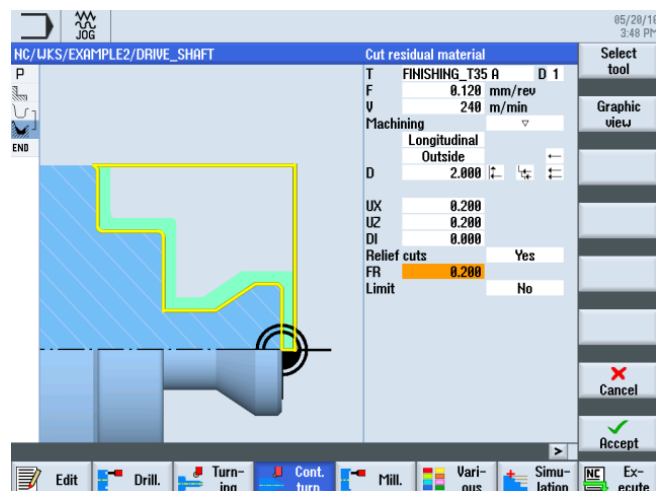 JOG
05/20/10
3:48 PM
NC/WKS/EXAMPLE2/DRIVE_SHAFT
Cut residual material
Select tool
P
END
T FINISHING_T35 A D 1
F 0.120 mm/rev
V 240 m/min
Machining ▽
Longitudinal
Outside ←
D 2.000
UX 0.200
UZ 0.200
DI 0.000
Relief cuts Yes
FR 0.200
Limit No
Graphic view
Cancel
Accept
>
Edit
Drill.
Turn-
ing
Cont.
turn
Mill.
Vari-
ous
Simu-
lation
NC
Ex-
ecute